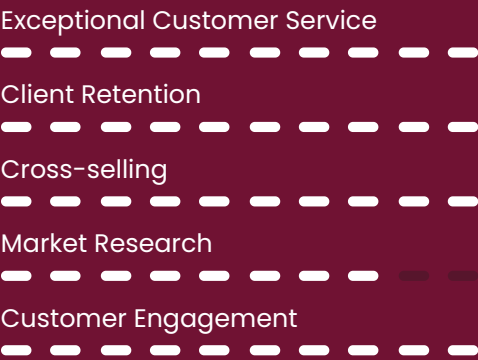 Exceptional Customer Service
Client Retention
Cross-selling
Market Research
Customer Engagement